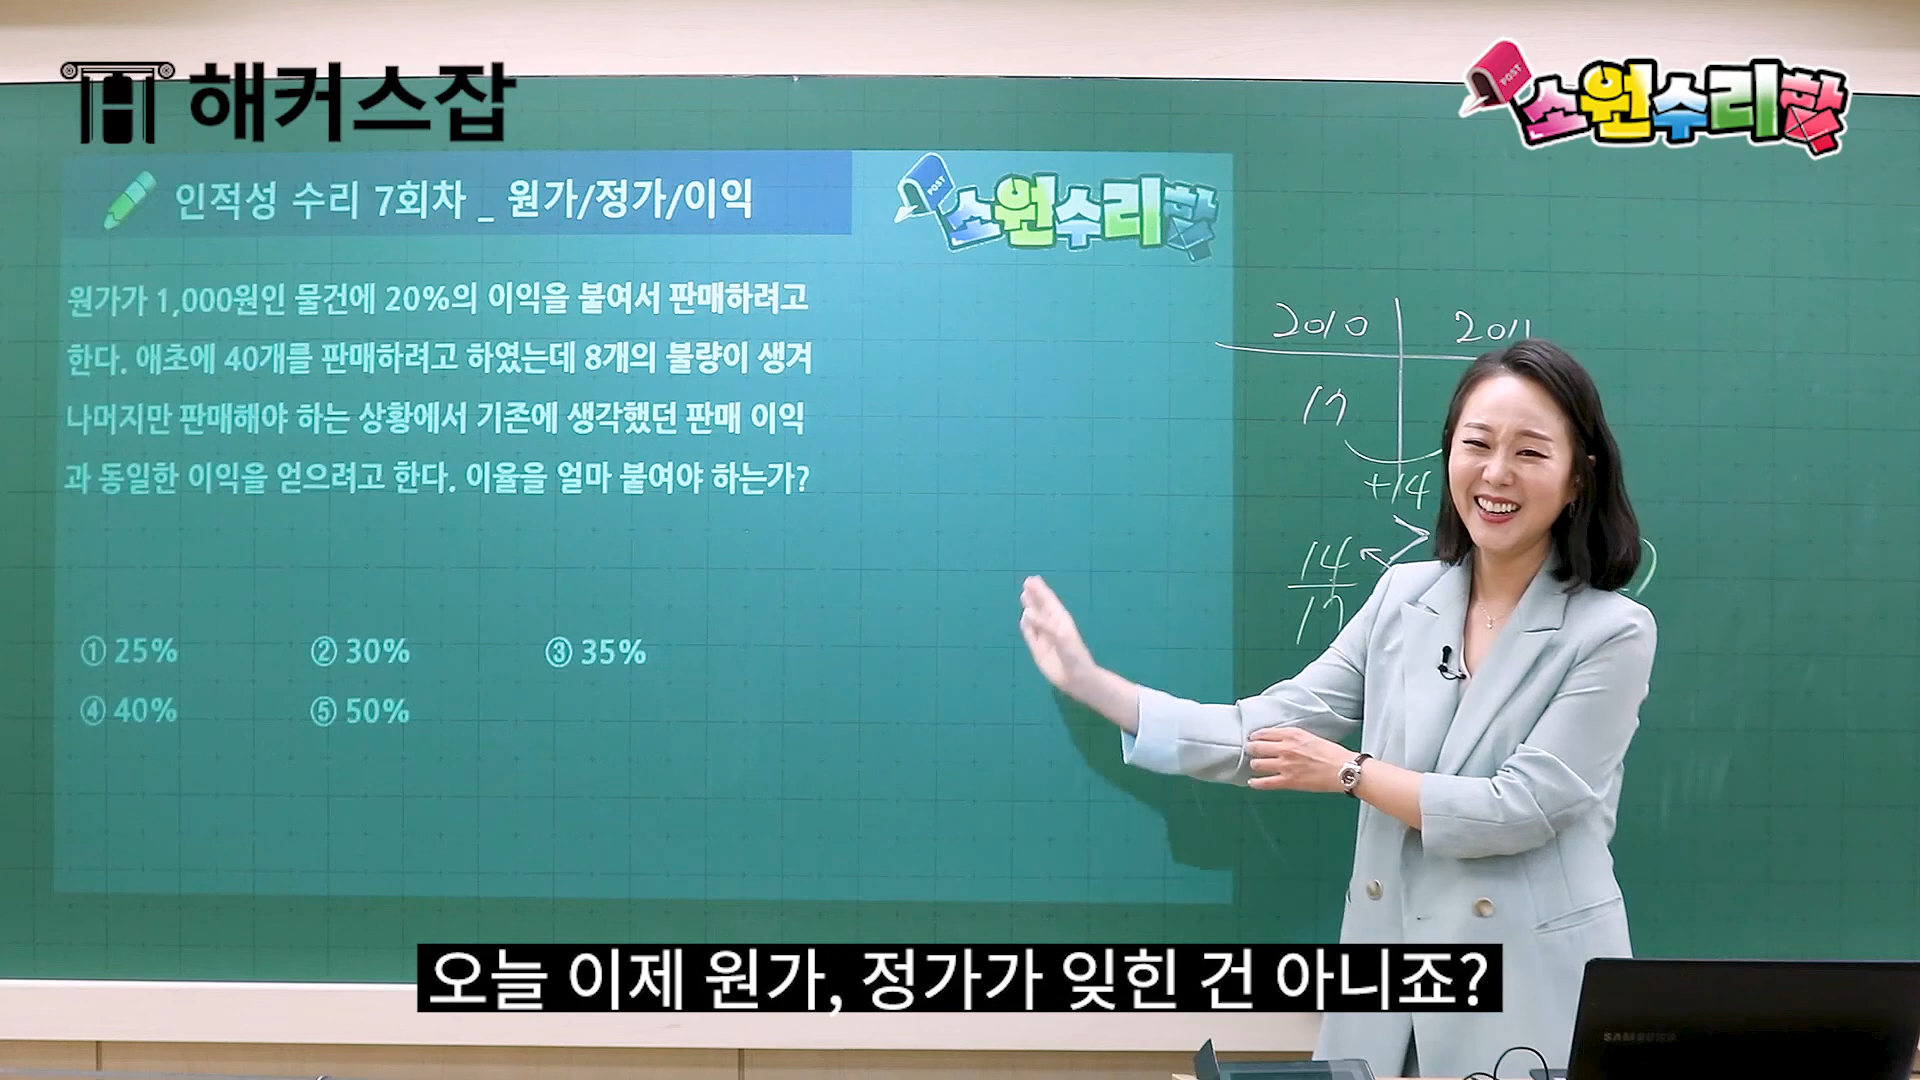 해커스잡
소원수리함
POST
인적성 수리 7회차 _ 원가/정가/이익
소원수리함
POST
원가가 1,000원인 물건에 20%의 이익을 붙여서 판매하려고
한다. 애초에 40개를 판매하려고 하였는데 8개의 불량이 생겨
나머지만 판매해야 하는 상황에서 기존에 생각했던 판매 이익
과 동일한 이익을 얻으려고 한다. 이율을 얼마 붙여야 하는가?
① 25% ② 30% ③ 35%
④ 40% ⑤ 50%
2010 2011
17
+14
14
17
오늘 이제 원가, 정가가 잊힌 건 아니죠?
SAMSUNG